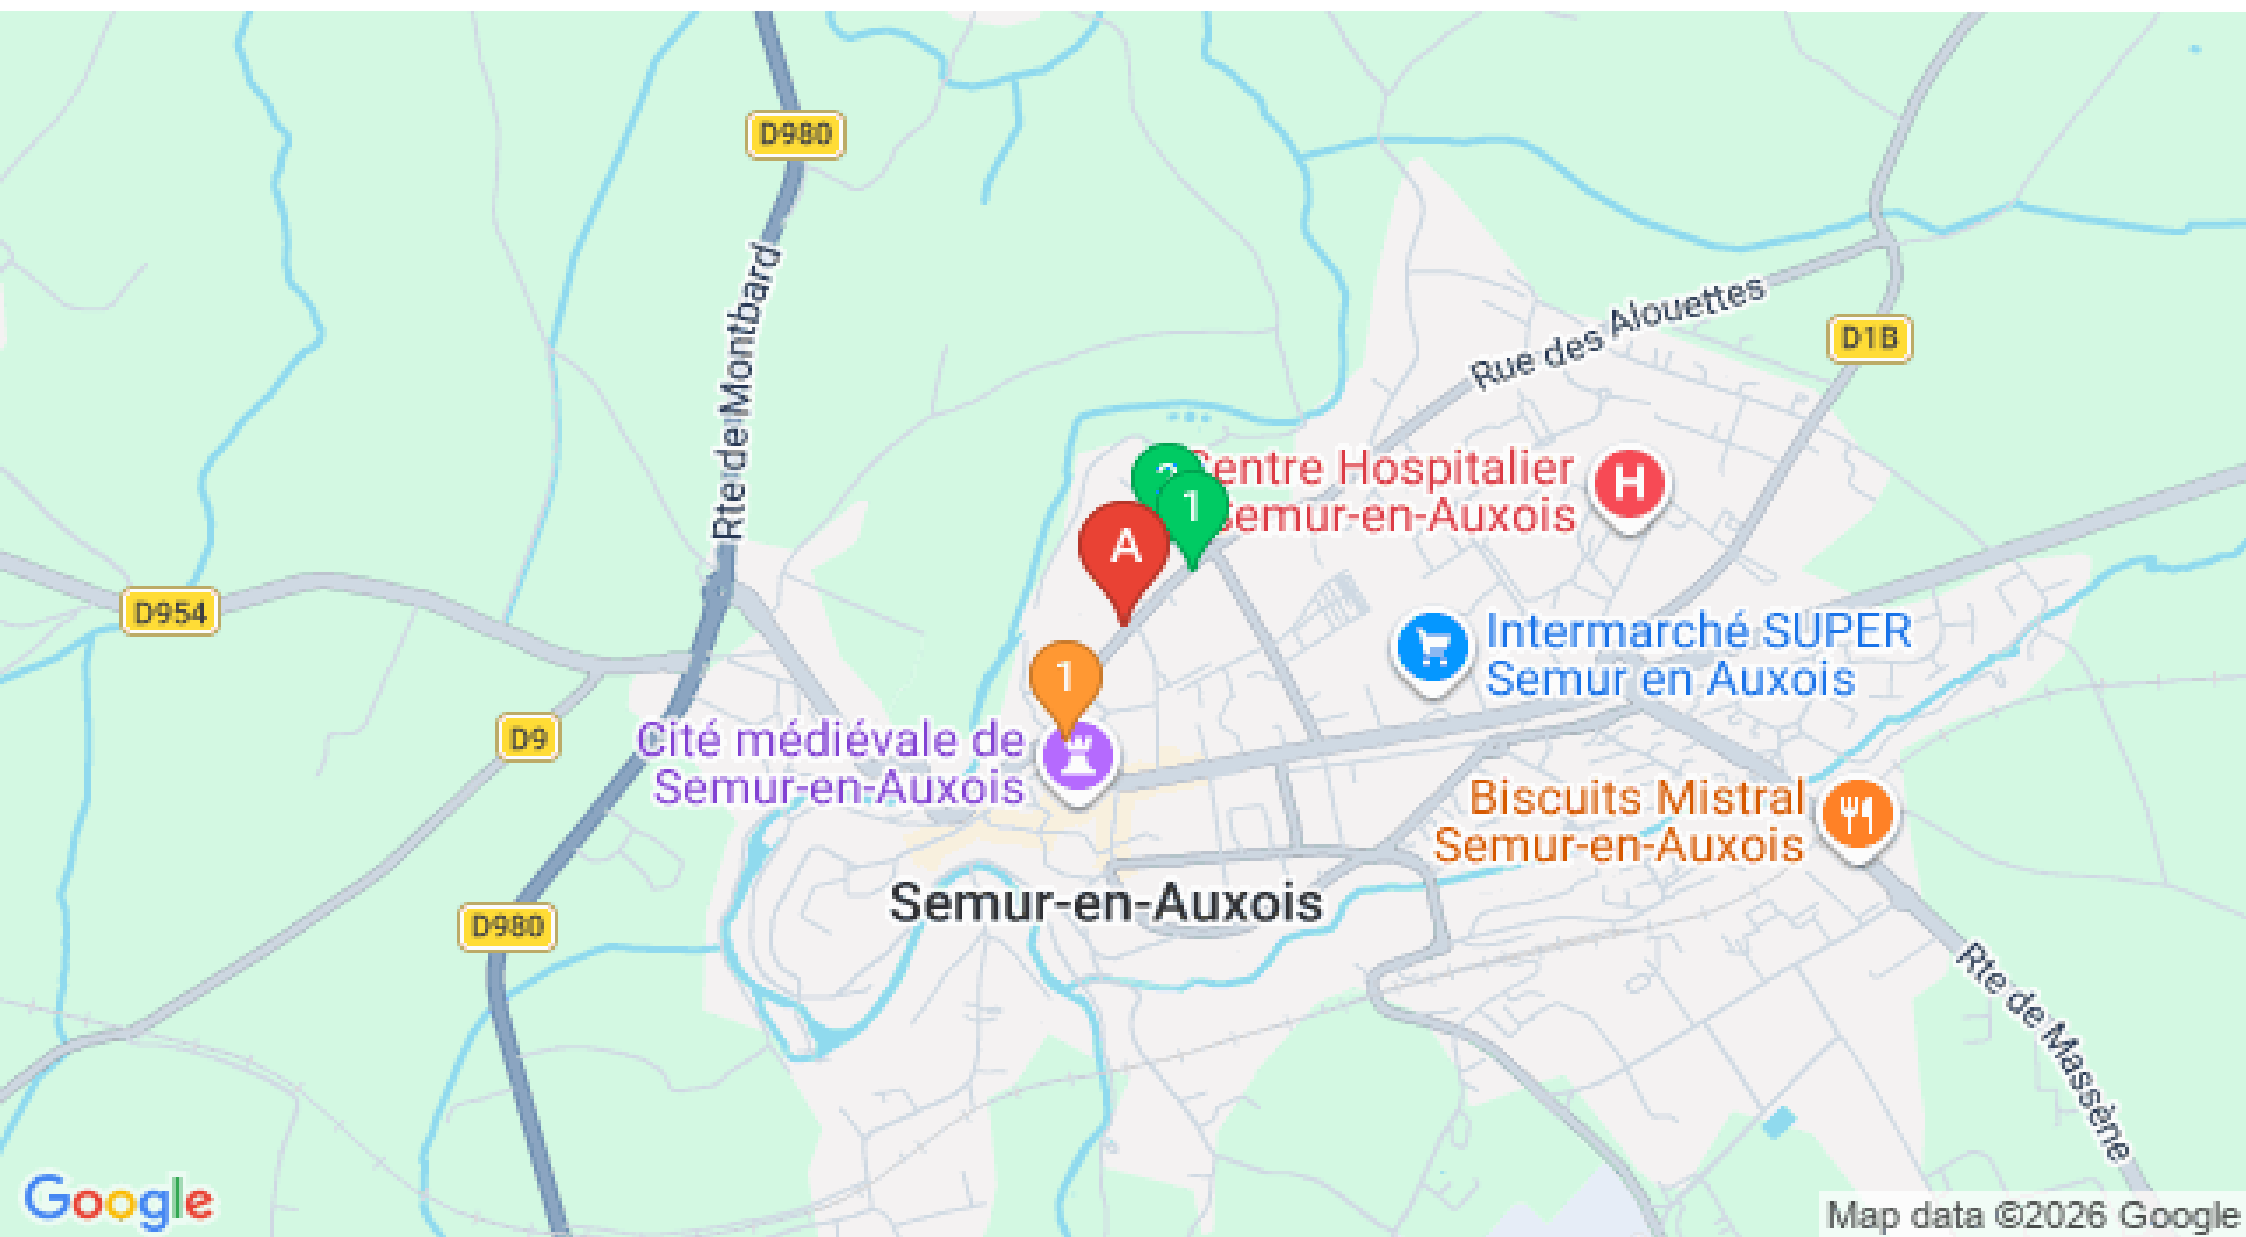 D980
Rte de Montbard
Rue des Alouettes
D1B
Centre Hospitalier
Semur-en-Auxois
H
2
1
A
D954
Intermarché SUPER
Semur en Auxois
1
D9
Cité médiévale de
Semur-en-Auxois
Biscuits Mistral
Semur-en-Auxois
Semur-en-Auxois
D980
Rte de Massène
Google
Map data ©2026 Google